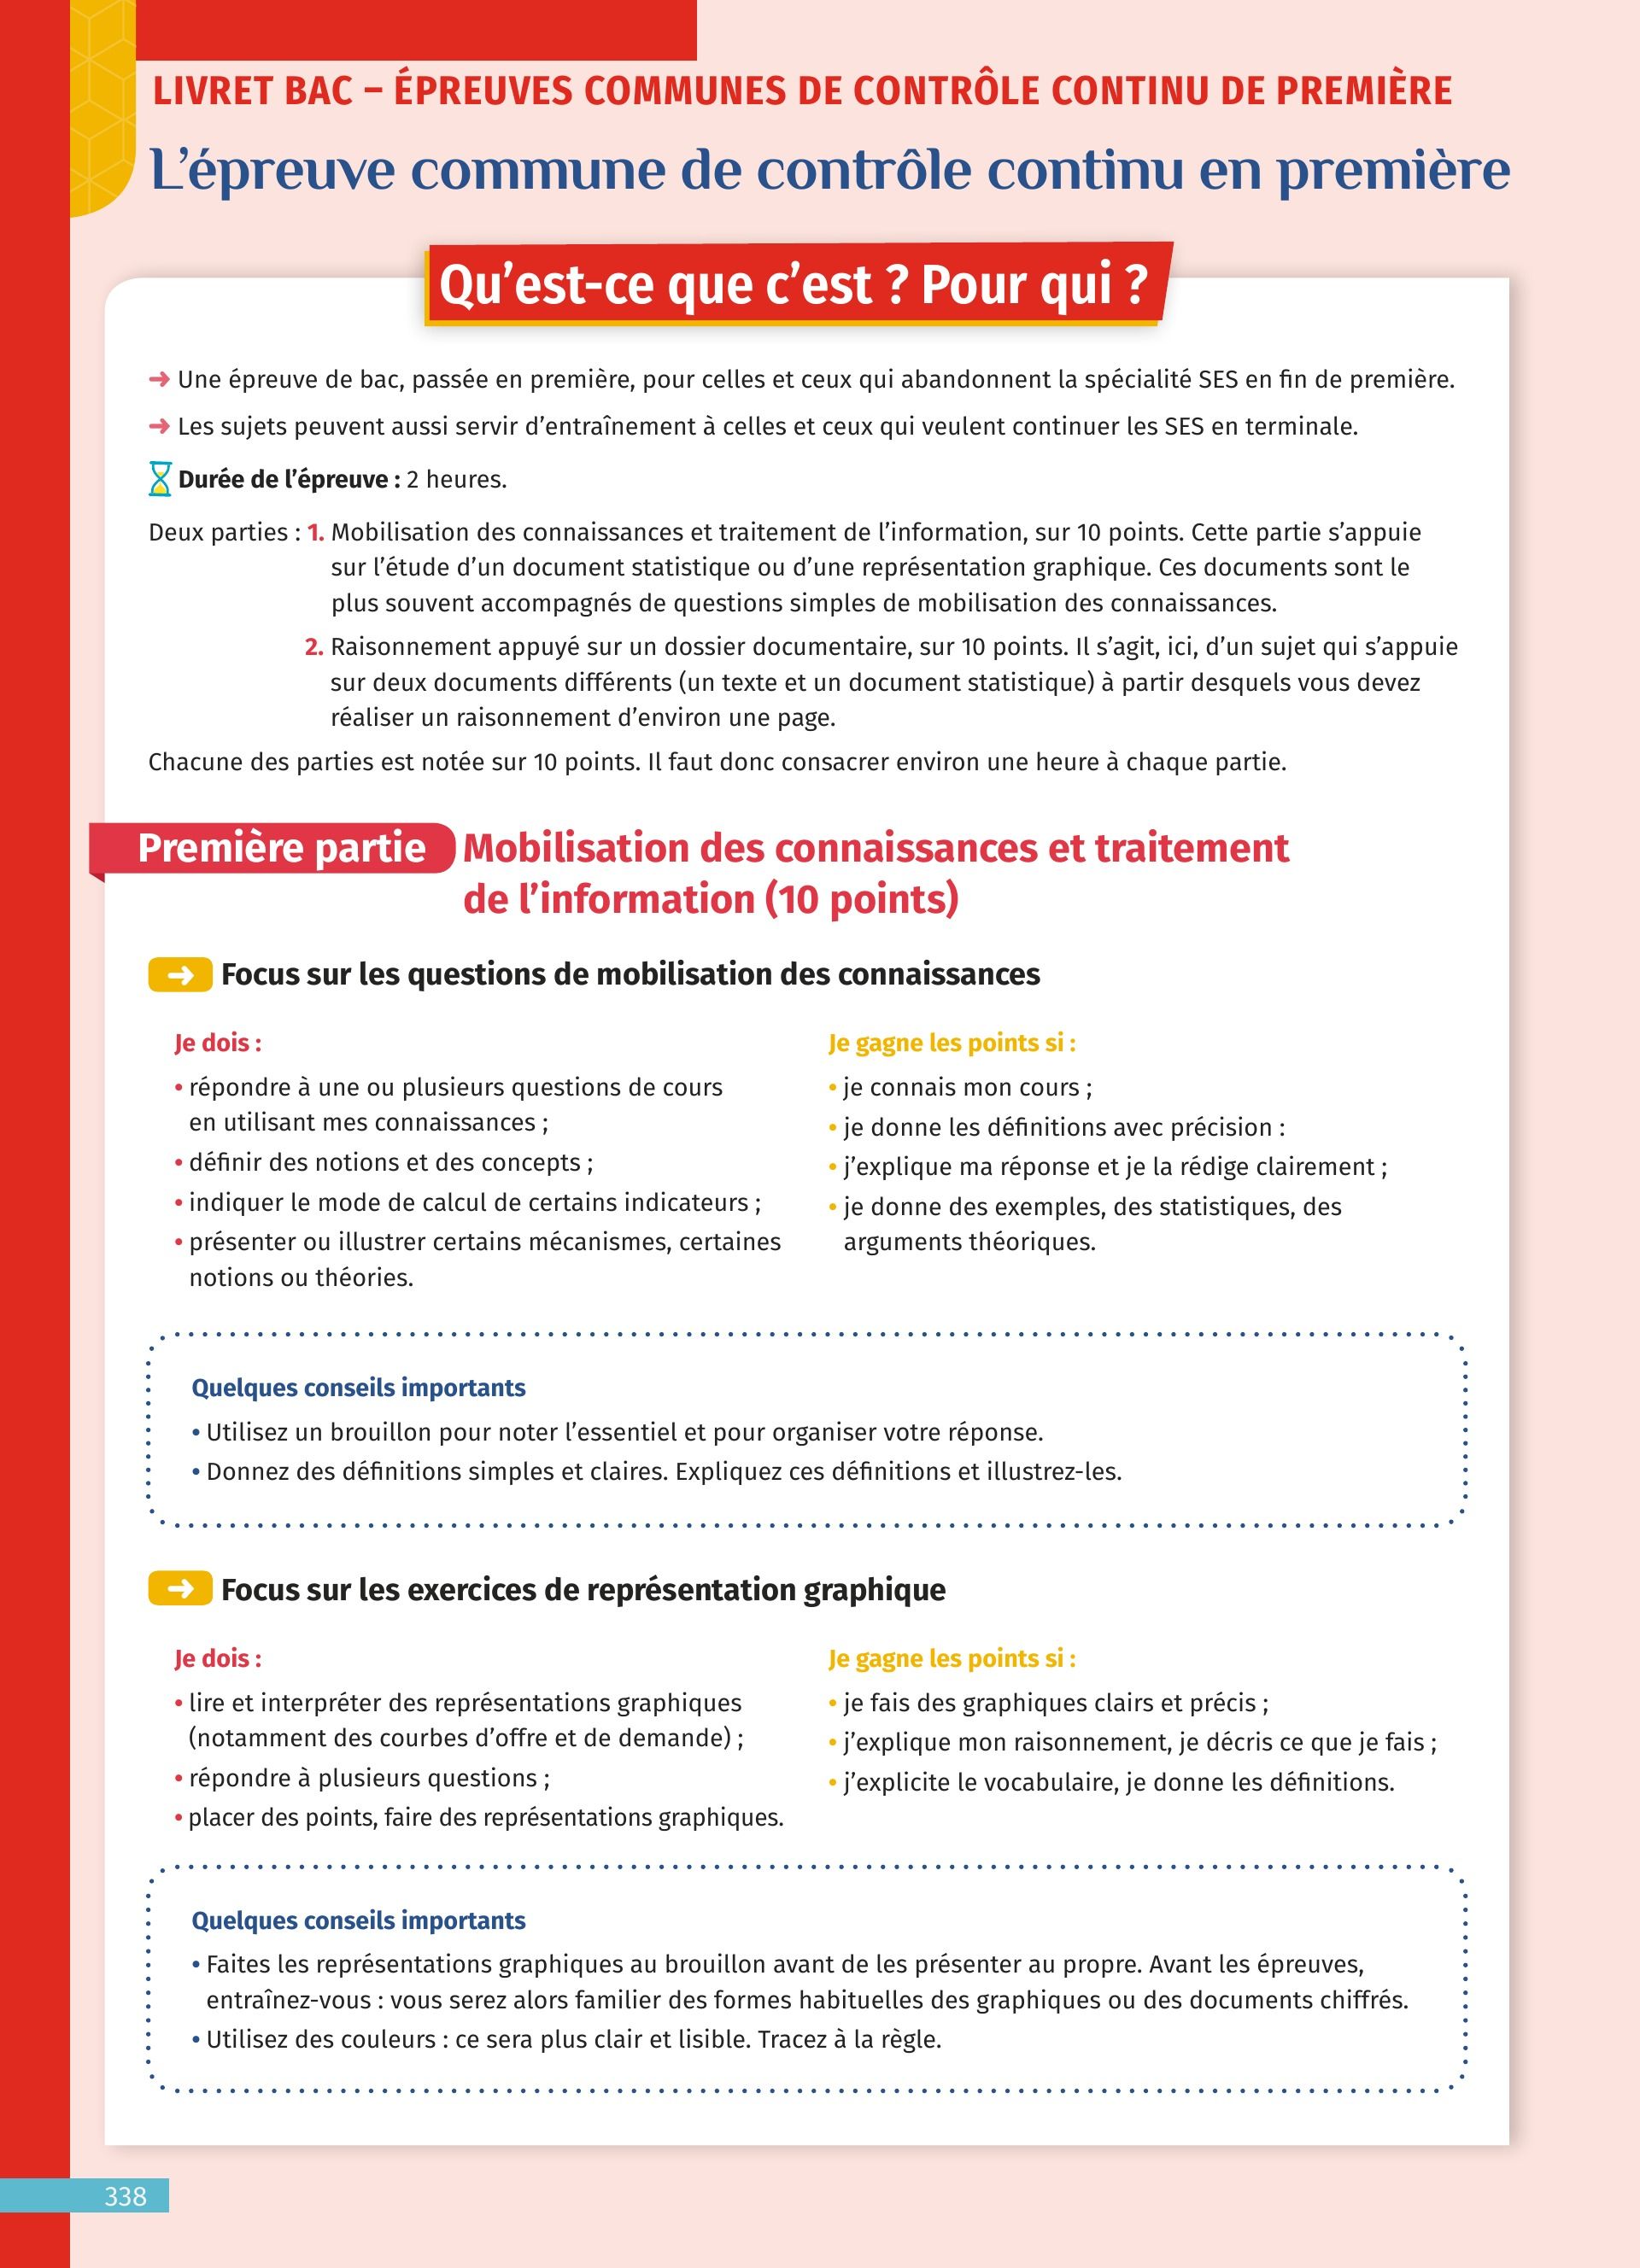 LIVRET BAC – ÉPREUVES COMMUNES DE CONTRÔLE CONTINU DE PREMIÈRE
L’épreuve commune de contrôle continu en première
Qu’est-ce que c’est ? Pour qui ?
➜ Une épreuve de bac, passée en première, pour celles et ceux qui abandonnent la spécialité SES en fin de première.
➜ Les sujets peuvent aussi servir d’entraînement à celles et ceux qui veulent continuer les SES en terminale.
Durée de l’épreuve : 2 heures.
Deux parties : 1. Mobilisation des connaissances et traitement de l’information, sur 10 points. Cette partie s’appuie
sur l’étude d’un document statistique ou d’une représentation graphique. Ces documents sont le
plus souvent accompagnés de questions simples de mobilisation des connaissances.
2. Raisonnement appuyé sur un dossier documentaire, sur 10 points. Il s’agit, ici, d’un sujet qui s’appuie
sur deux documents différents (un texte et un document statistique) à partir desquels vous devez
réaliser un raisonnement d’environ une page.
Chacune des parties est notée sur 10 points. Il faut donc consacrer environ une heure à chaque partie.
Première partie Mobilisation des connaissances et traitement
de l’information (10 points)
➜ Focus sur les questions de mobilisation des connaissances
Je dois :
• répondre à une ou plusieurs questions de cours
en utilisant mes connaissances ;
• définir des notions et des concepts ;
• indiquer le mode de calcul de certains indicateurs ;
• présenter ou illustrer certains mécanismes, certaines
notions ou théories.
Je gagne les points si :
• je connais mon cours ;
• je donne les définitions avec précision :
• j’explique ma réponse et je la rédige clairement ;
• je donne des exemples, des statistiques, des
arguments théoriques.
Quelques conseils importants
• Utilisez un brouillon pour noter l’essentiel et pour organiser votre réponse.
• Donnez des définitions simples et claires. Expliquez ces définitions et illustrez-les.
➜ Focus sur les exercices de représentation graphique
Je dois :
• lire et interpréter des représentations graphiques
(notamment des courbes d’offre et de demande) ;
• répondre à plusieurs questions ;
• placer des points, faire des représentations graphiques.
Je gagne les points si :
• je fais des graphiques clairs et précis ;
• j’explique mon raisonnement, je décris ce que je fais ;
• j’explicite le vocabulaire, je donne les définitions.
Quelques conseils importants
• Faites les représentations graphiques au brouillon avant de les présenter au propre. Avant les épreuves,
entraînez-vous : vous serez alors familier des formes habituelles des graphiques ou des documents chiffrés.
• Utilisez des couleurs : ce sera plus clair et lisible. Tracez à la règle.
338